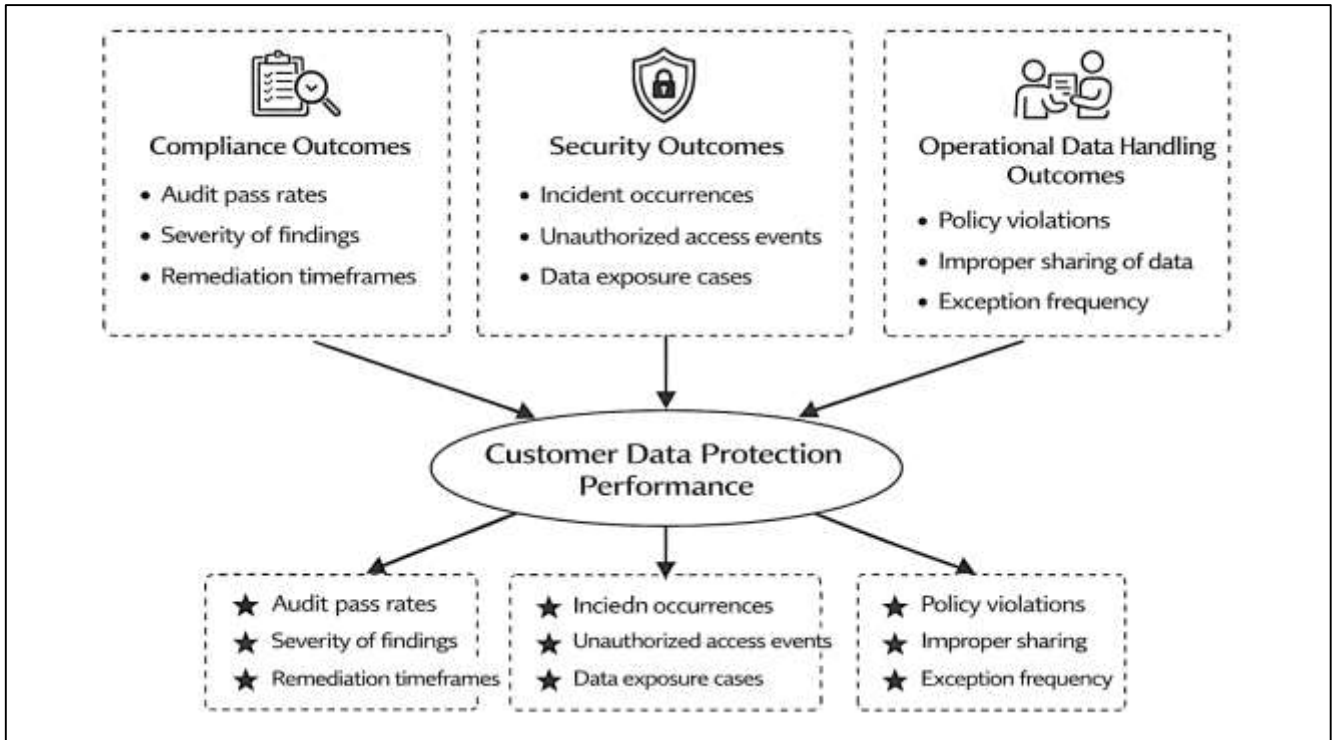 Compliance Outcomes
• Audit pass rates
• Severity of findings
• Remediation timeframes
Security Outcomes
• Incident occurrences
• Unauthorized access events
• Data exposure cases
Operational Data Handling
Outcomes
• Policy violations
• Improper sharing of data
• Exception frequency
Customer Data Protection
Performance
★ Audit pass rates
★ Severity of findings
★ Remediation timeframes
★ Inciedn occurrences
★ Unauthorized access events
★ Data exposure cases
★ Policy violations
★ Improper sharing
★ Exception frequency